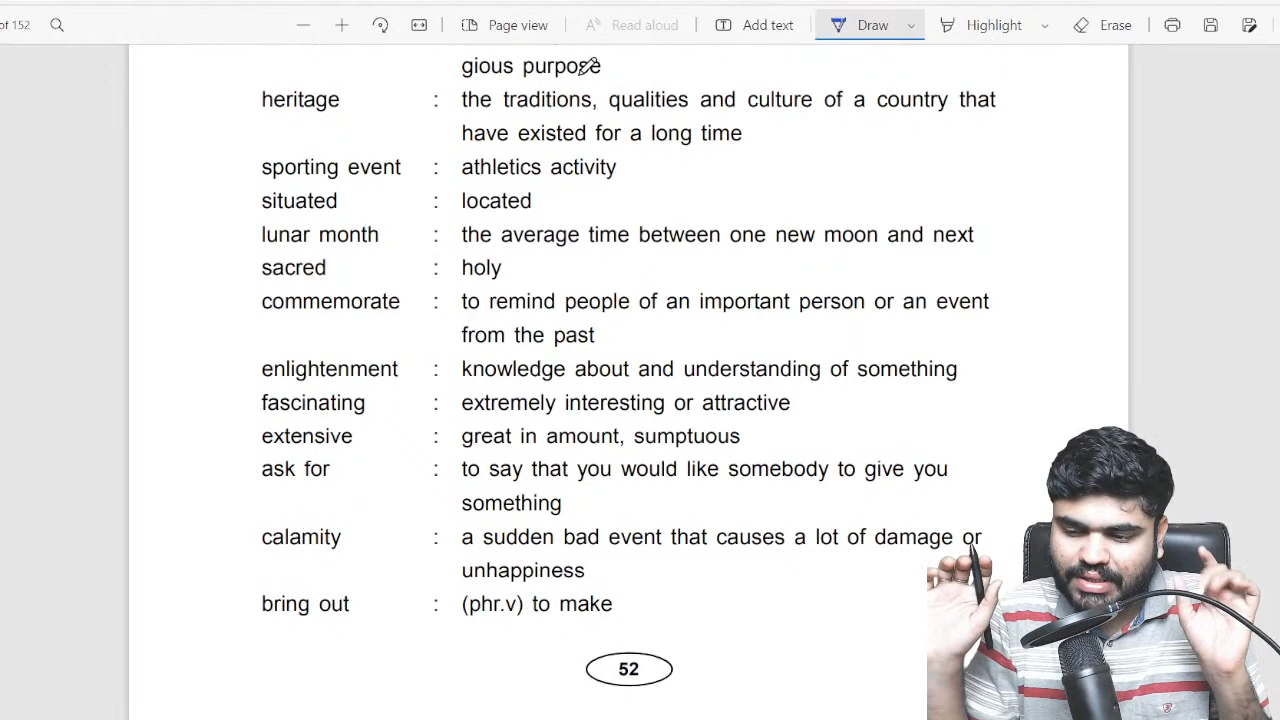 of 152
Page view
Read aloud
Add text
Draw
Highlight
Erase
gious purpose
heritage : the traditions, qualities and culture of a country that
have existed for a long time
sporting event : athletics activity
situated : located
lunar month : the average time between one new moon and next
sacred : holy
commemorate : to remind people of an important person or an event
from the past
enlightenment : knowledge about and understanding of something
fascinating : extremely interesting or attractive
extensive : great in amount, sumptuous
ask for : to say that you would like somebody to give you
something
calamity : a sudden bad event that causes a lot of damage or
unhappiness
bring out : (phr.v) to make
52